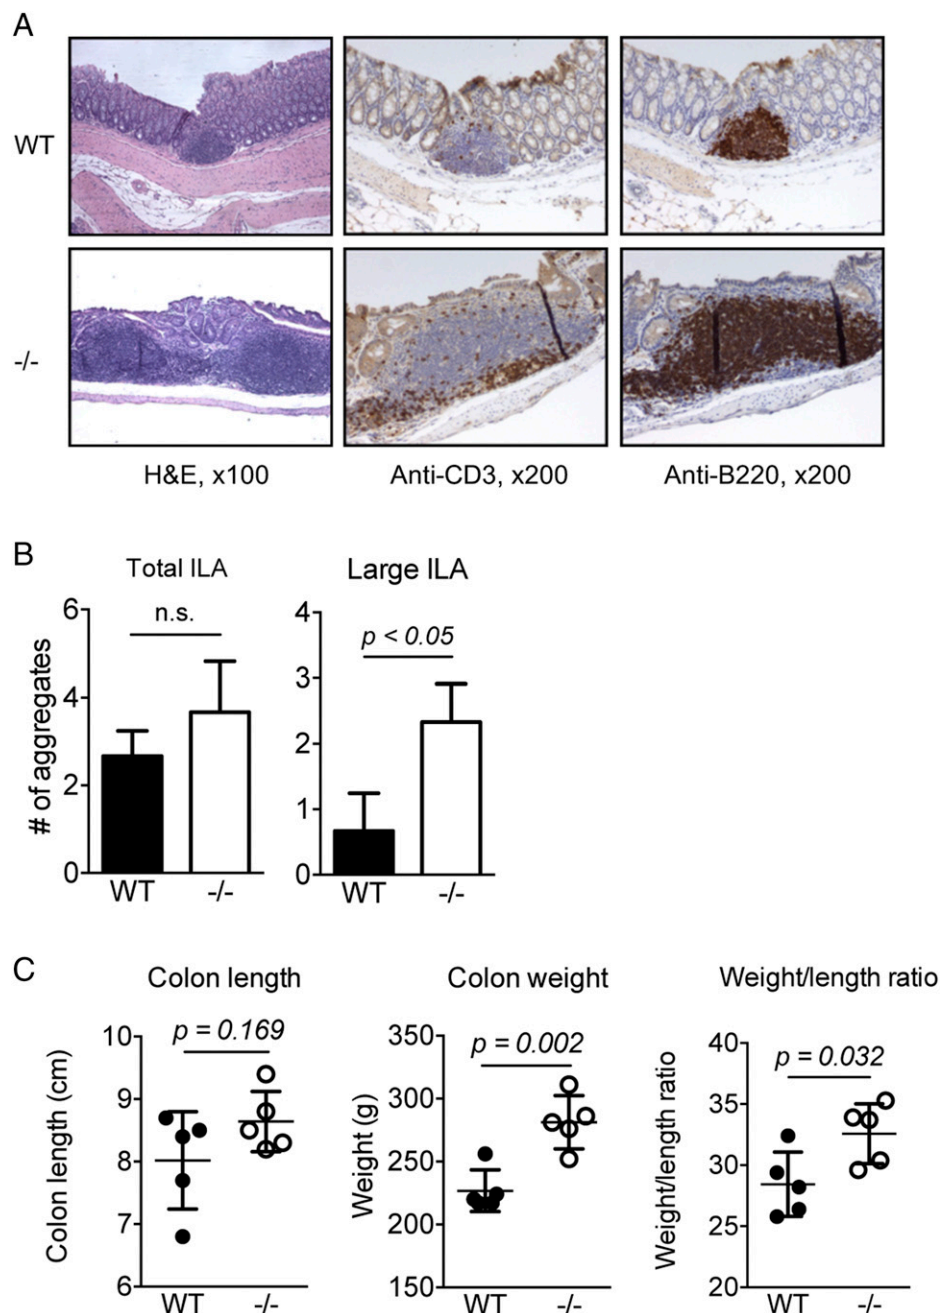 A
WT
-/-
H&E, x100
Anti-CD3, x200
Anti-B220, x200
B
Total ILA
Large ILA
n.s.
p < 0.05
# of aggregates
6
4
2
0
4
3
2
1
0
WT
-/-
WT
-/-
C
Colon length
Colon weight
Weight/length ratio
p = 0.169
p = 0.002
p = 0.032
Colon length (cm)
10
9
8
7
6
Weight (g)
350
300
250
200
150
Weight/length ratio
40
35
30
25
20
WT
-/-
WT
-/-
WT
-/-